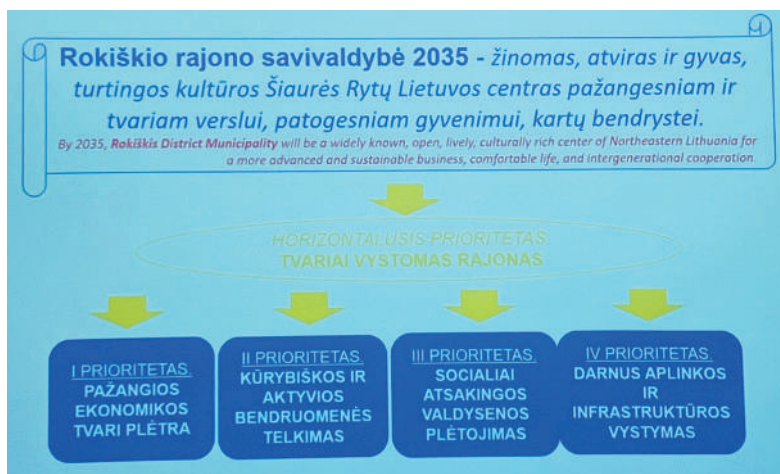 Rokiškio rajono savivaldybė 2035 - žinomas, atviras ir gyvas,
turtingos kultūros Šiaurės Rytų Lietuvos centras pažangesniam ir
tvariam verslui, patogesniam gyvenimui, kartų bendrystei.
By 2035, Rokiškis District Municipality will be a widely known, open, lively, culturally rich center of Northeastern Lithuania for
a more advanced and sustainable business, comfortable life, and intergenerational cooperation.
HORIZONTALUSIS PRIORITETAS.
TVARIAI VYSTOMAS RAJONAS
I PRIORITETAS.
PAŽANGIOS
EKONOMIKOS
TVARI PLĖTRA
II PRIORITETAS.
KŪRYBIŠKOS IR
AKTYVIOS
BENDRUOMENĖS
TELKIMAS
III PRIORITETAS.
SOCIALIAI
ATSAKINGOS
VALDYSENOS
PLĖTOJIMAS
IV PRIORITETAS.
DARNUS APLINKOS
IR
INFRASTRUKTŪROS
VYSTYMAS